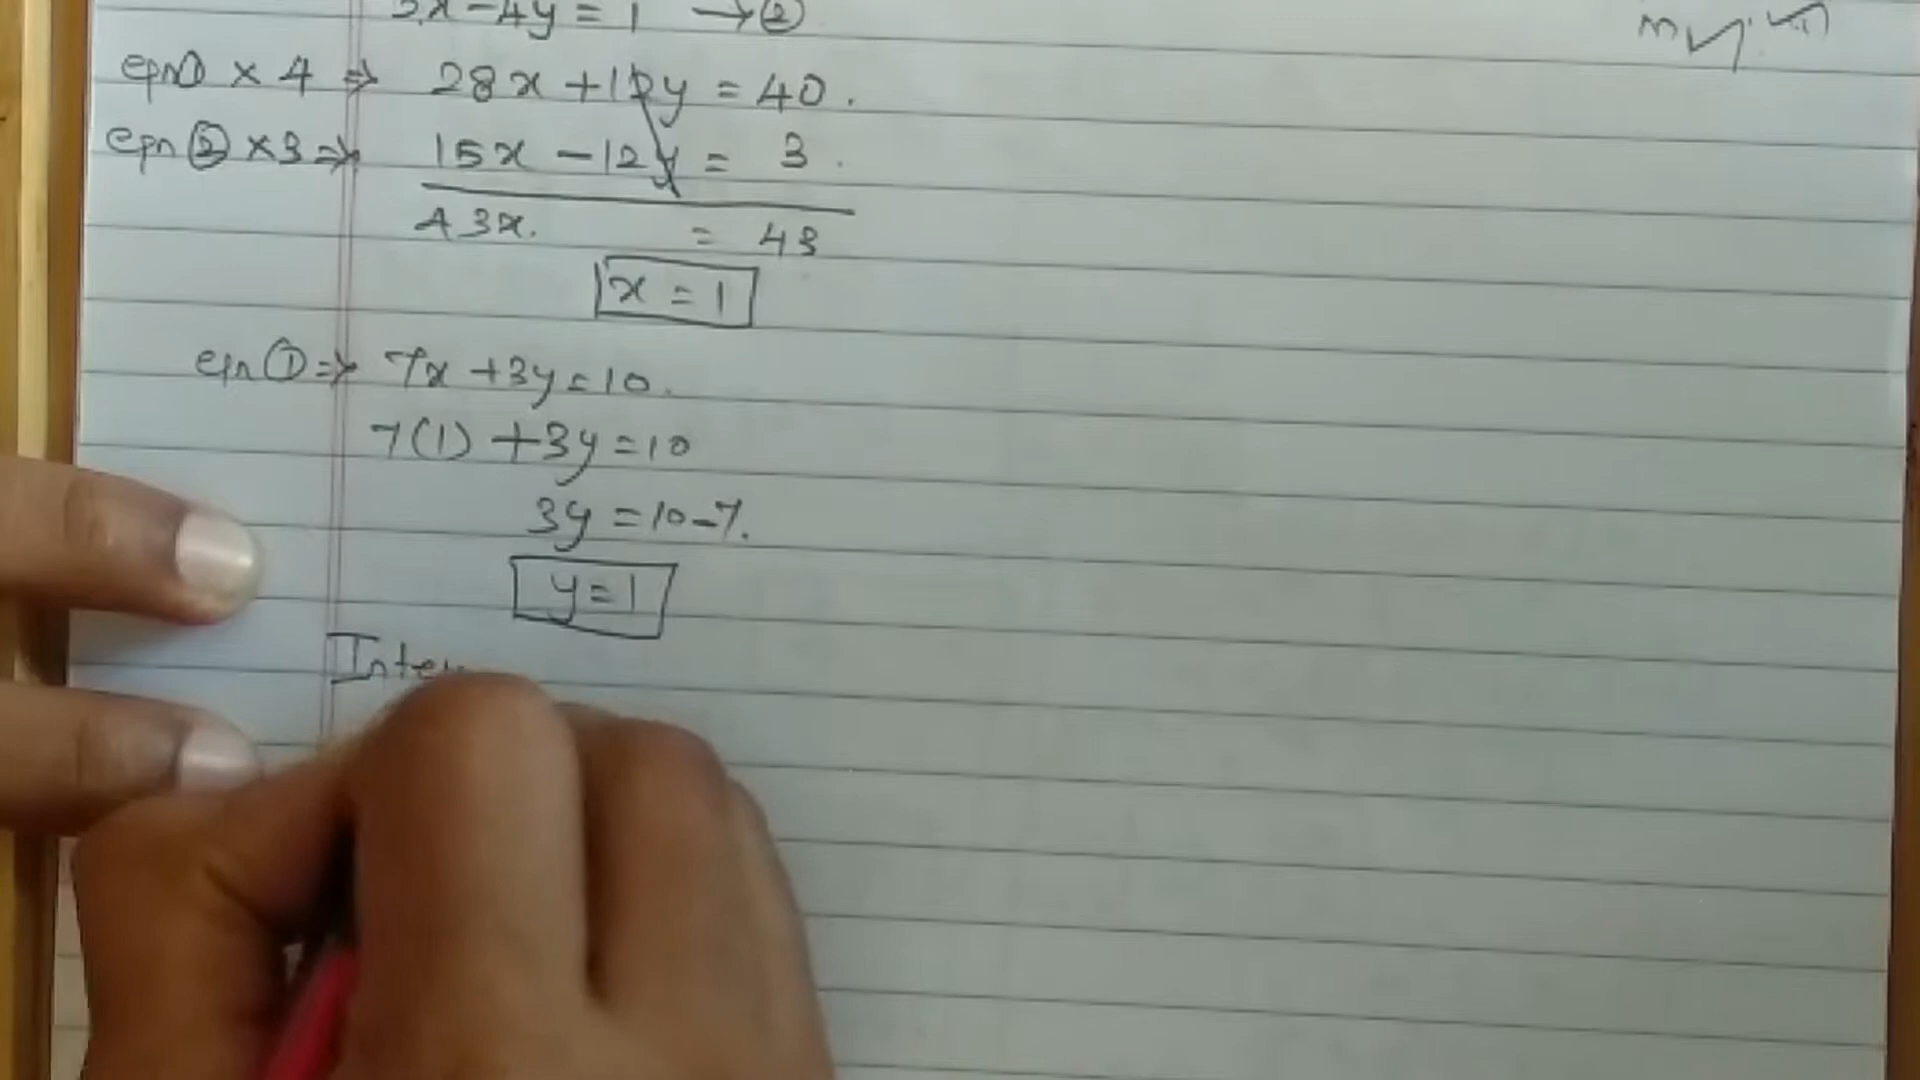 5x - 4y = 1 → ②
eqn① × 4 ⇒ 28x + 12y = 40.
eqn② × 3 ⇒ 15x - 12y = 3.
43x. = 43
x = 1
eqn① ⇒ 7x + 3y = 10.
7(1) + 3y = 10
3y = 10 - 7.
y = 1
Inter